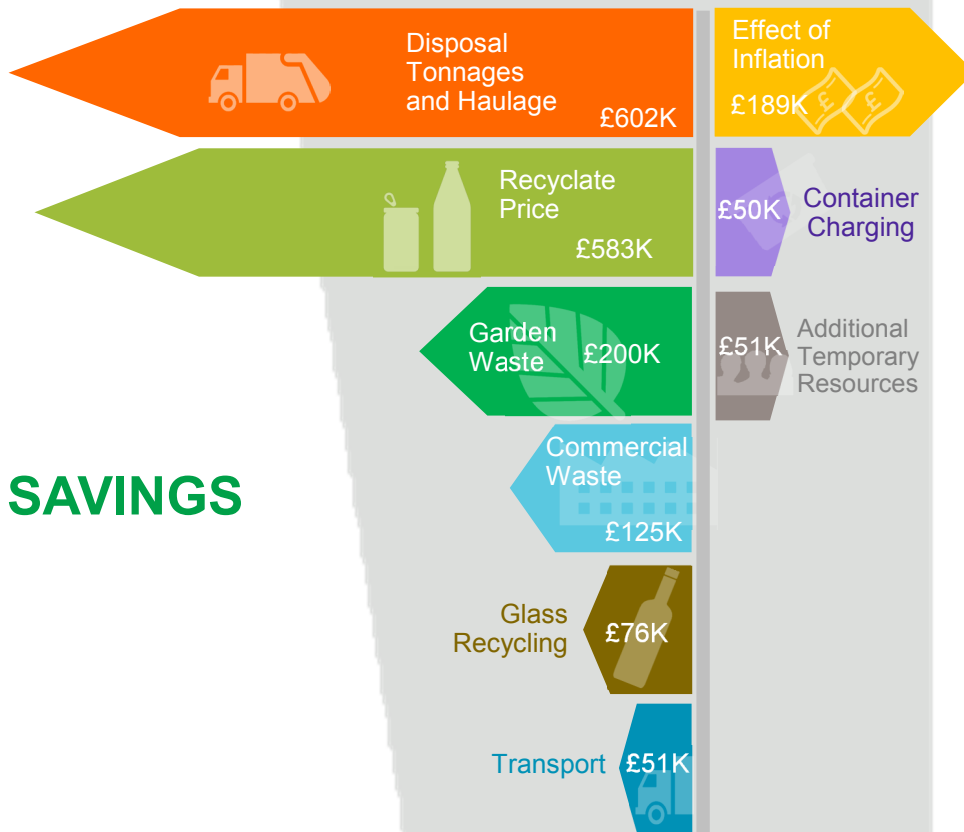 Disposal
Tonnages
and Haulage
£602K
Effect of
Inflation
£189K
Recyclate
Price
£583K
£50K
Container
Charging
Garden
Waste
£200K
£51K
Additional
Temporary
Resources
Commercial
Waste
£125K
SAVINGS
Glass
Recycling
£76K
Transport
£51K